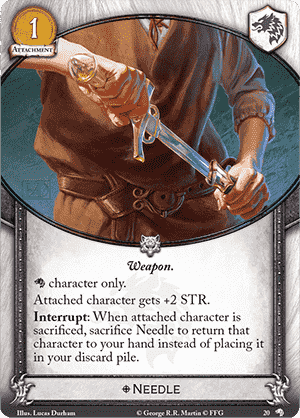 1
ATTACHMENT
Weapon.
character only.
Attached character gets +2 STR.
Interrupt: When attached character is
sacrificed, sacrifice Needle to return that
character to your hand instead of placing it
in your discard pile.
NEEDLE
Illus. Lucas Durham © George R.R. Martin © FFG 20